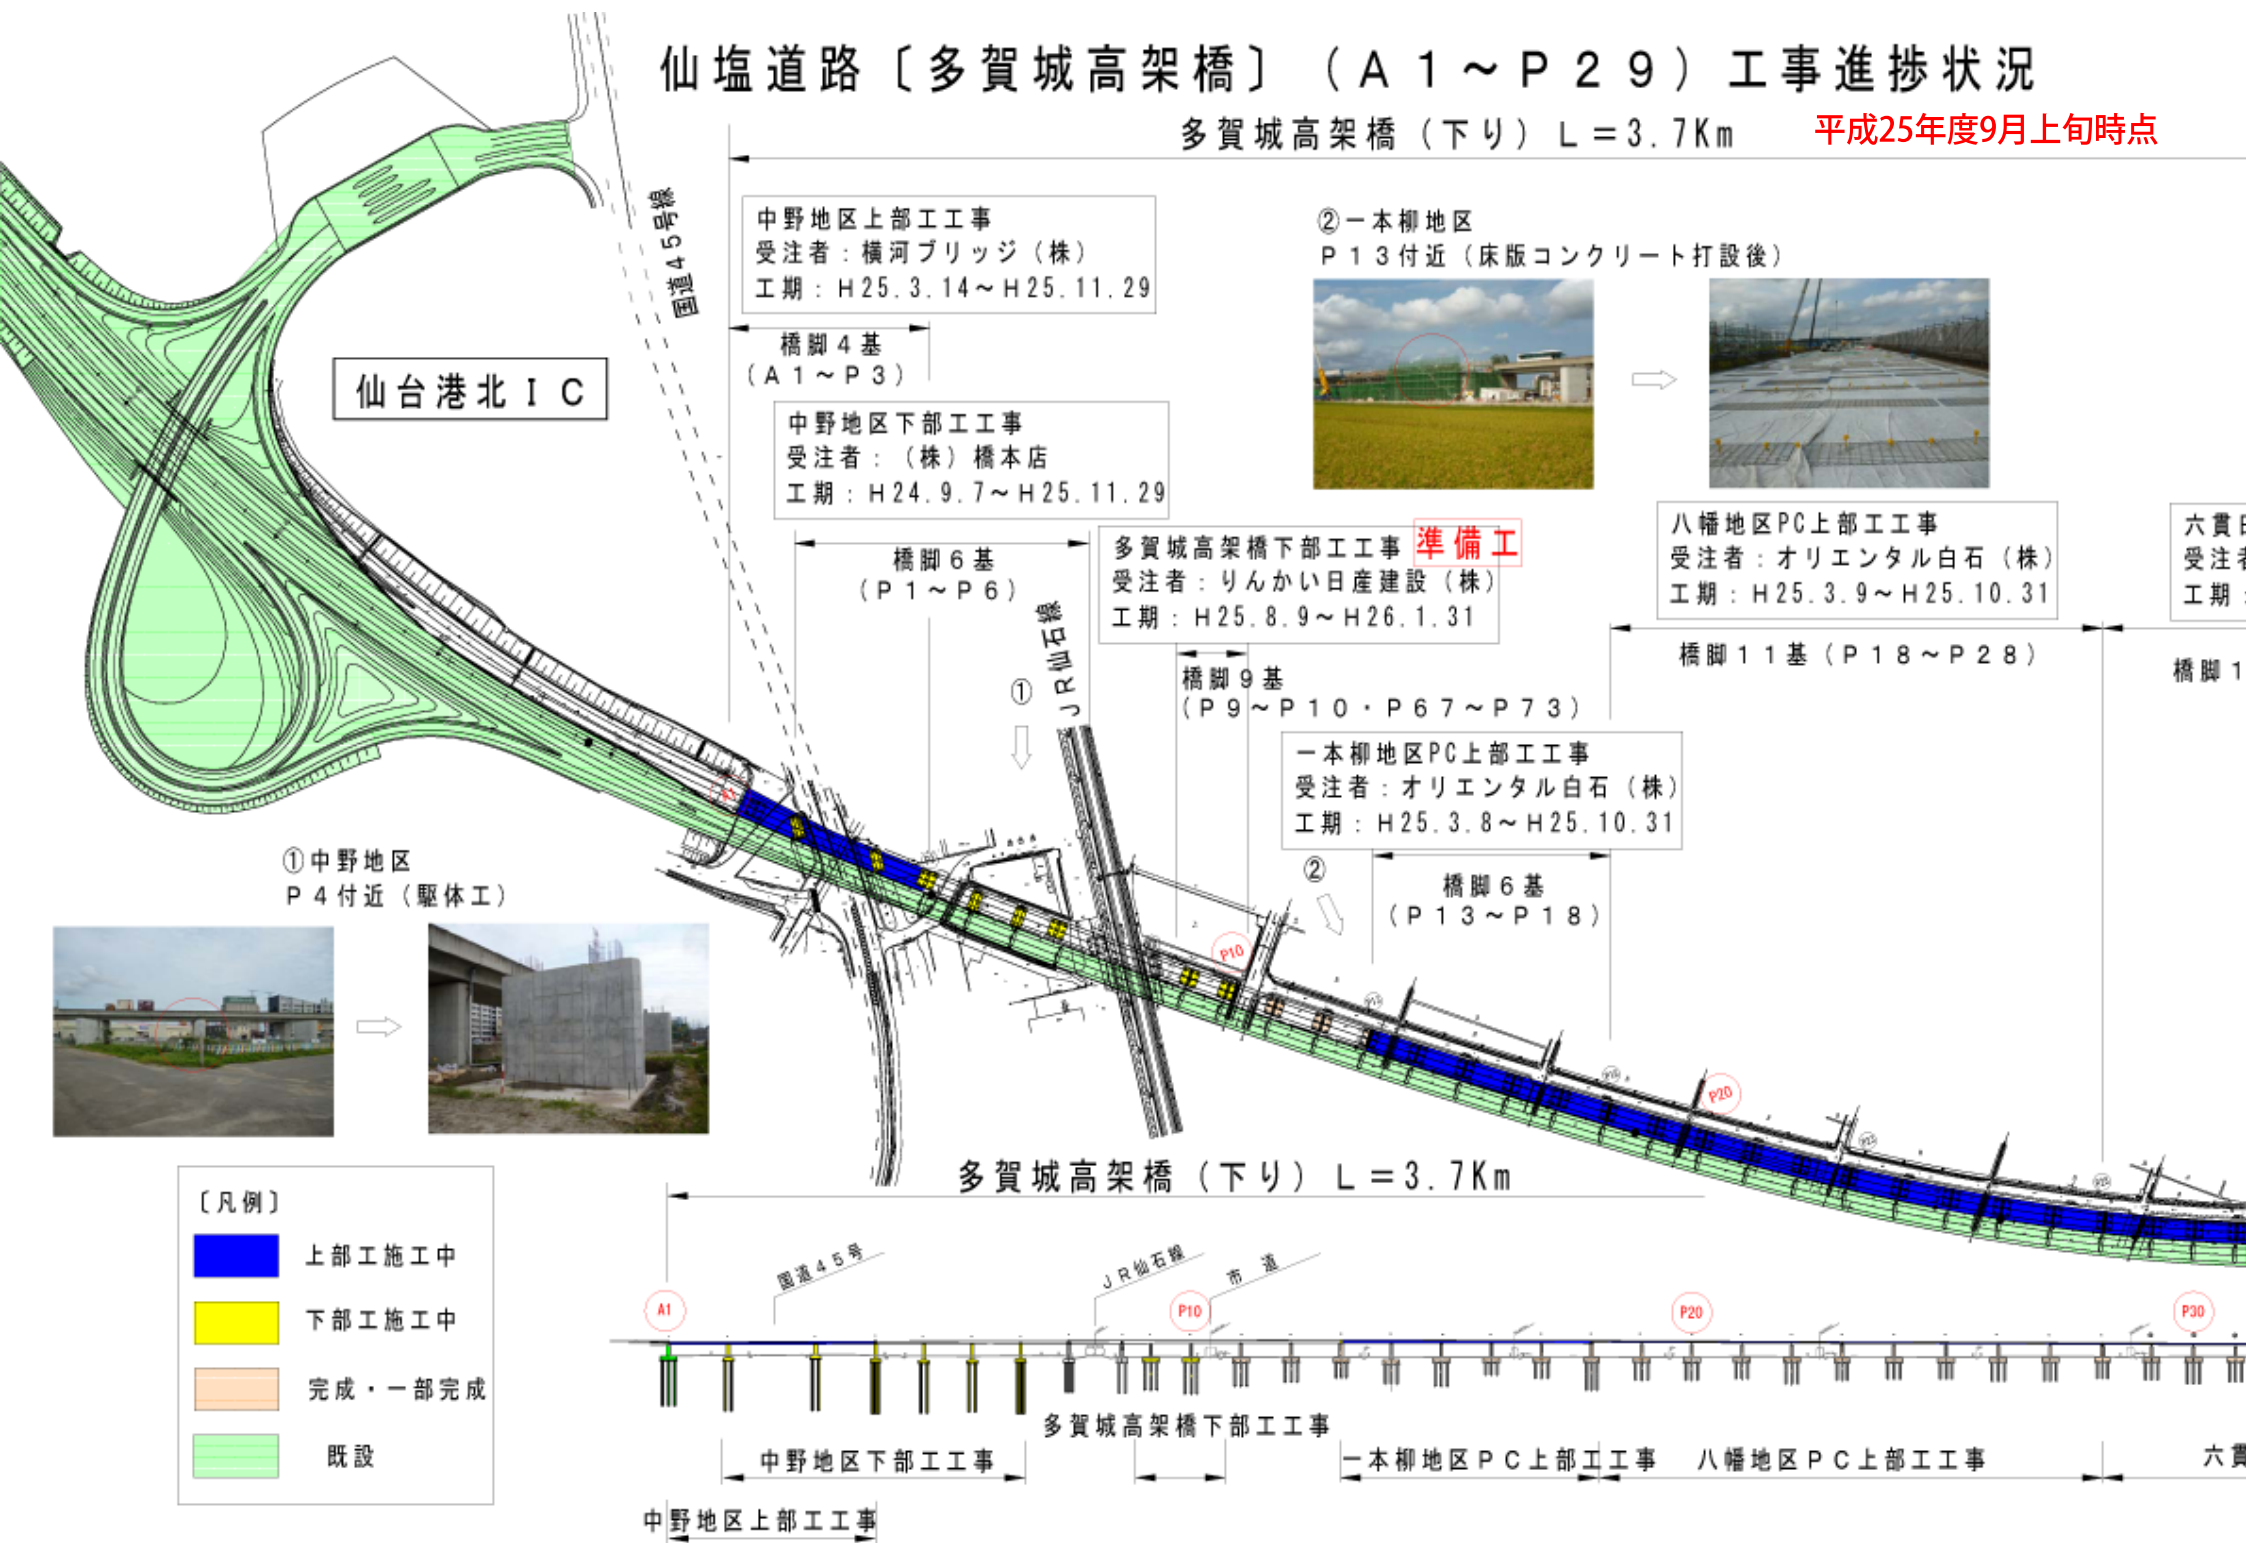 仙塩道路〔多賀城高架橋〕（Ａ１～Ｐ２９）工事進捗状況
多賀城高架橋（下り）Ｌ＝3.7Km
平成25年度9月上旬時点
国道４５号線
中野地区上部工工事
受注者：横河ブリッジ（株）
工期：Ｈ25.3.14～Ｈ25.11.29
橋脚４基
（Ａ１～Ｐ３）
②一本柳地区
Ｐ１３付近（床版コンクリート打設後）
仙台港北ＩＣ
中野地区下部工工事
受注者：（株）橋本店
工期：Ｈ24.9.7～Ｈ25.11.29
橋脚６基
（Ｐ１～Ｐ６）
多賀城高架橋下部工工事
準備工
受注者：りんかい日産建設（株）
工期：Ｈ25.8.9～Ｈ26.1.31
橋脚９基
（Ｐ９～Ｐ１０・Ｐ６７～Ｐ７３）
八幡地区PC上部工工事
受注者：オリエンタル白石（株）
工期：Ｈ25.3.9～Ｈ25.10.31
橋脚１１基（Ｐ１８～Ｐ２８）
六貫
受注
工期：
橋脚１
①
ＪＲ仙石線
一本柳地区PC上部工工事
受注者：オリエンタル白石（株）
工期：Ｈ25.3.8～Ｈ25.10.31
橋脚６基
（Ｐ１３～Ｐ１８）
②
A1
P10
P20
①中野地区
Ｐ４付近（駆体工）
〔凡例〕
上部工施工中
下部工施工中
完成・一部完成
既設
多賀城高架橋（下り）Ｌ＝3.7Km
国道４５号
ＪＲ仙石線
市道
A1
P10
P20
P30
多賀城高架橋下部工工事
中野地区下部工工事
一本柳地区ＰＣ上部工工事
八幡地区ＰＣ上部工工事
六貫
中野地区上部工工事